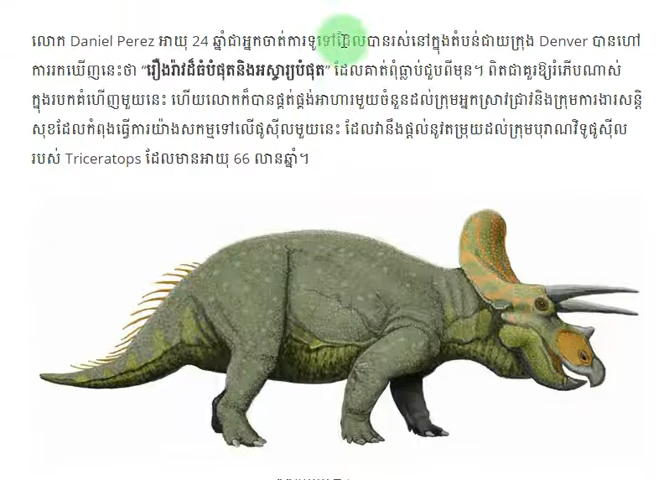 លោក Daniel Perez អាយុ 24 ឆ្នាំជាអ្នកចាត់ការទូទៅដែលបានរស់នៅក្នុងតំបន់ជាយក្រុង Denver បានហៅ
ការរកឃើញនេះថា “រឿងរ៉ាវដ៏ធំបំផុតនិងអស្ចារ្យបំផុត” ដែលគាត់ពុំធ្លាប់ជួបពីមុន។ ពិតជាគួរឱ្យរំភើបណាស់
ក្នុងរបកគំហើញមួយនេះ ហើយលោកក៏បានផ្គត់ផ្គង់អាហារមួយចំនួនដល់ក្រុមអ្នកស្រាវជ្រាវនិងក្រុមការងារសន្តិ
សុខដែលកំពុងធ្វើការយ៉ាងសកម្មទៅលើផូស៊ីលមួយនេះ ដែលវានឹងផ្តល់នូវតម្រុយដល់ក្រុមបុរាណវិទូផូស៊ីល
របស់ Triceratops ដែលមានអាយុ 66 លានឆ្នាំ។